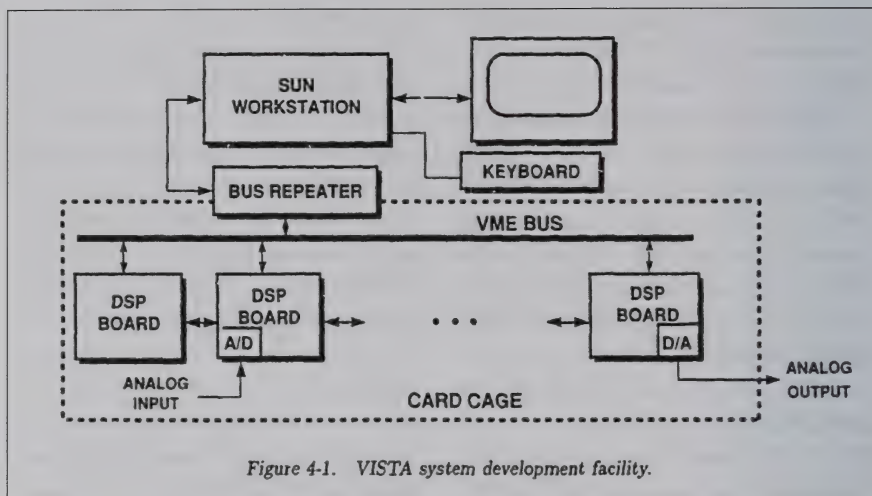 SUN
WORKSTATION
KEYBOARD
BUS REPEATER
VME BUS
DSP
BOARD
DSP
BOARD
A/D
• • •
DSP
BOARD
D/A
ANALOG
INPUT
ANALOG
OUTPUT
CARD CAGE
Figure 4-1. VISTA system development facility.